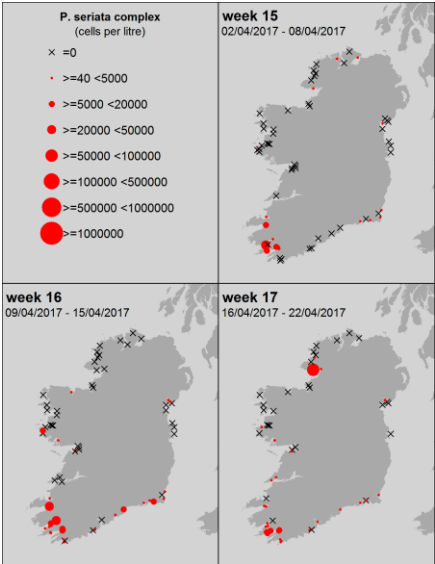 P. seriata complex
(cells per litre)
=0
>=40 <5000
>=5000 <20000
>=20000 <50000
>=50000 <100000
>=100000 <500000
>=500000 <1000000
>=1000000
week 15
02/04/2017 - 08/04/2017
week 16
09/04/2017 - 15/04/2017
week 17
16/04/2017 - 22/04/2017